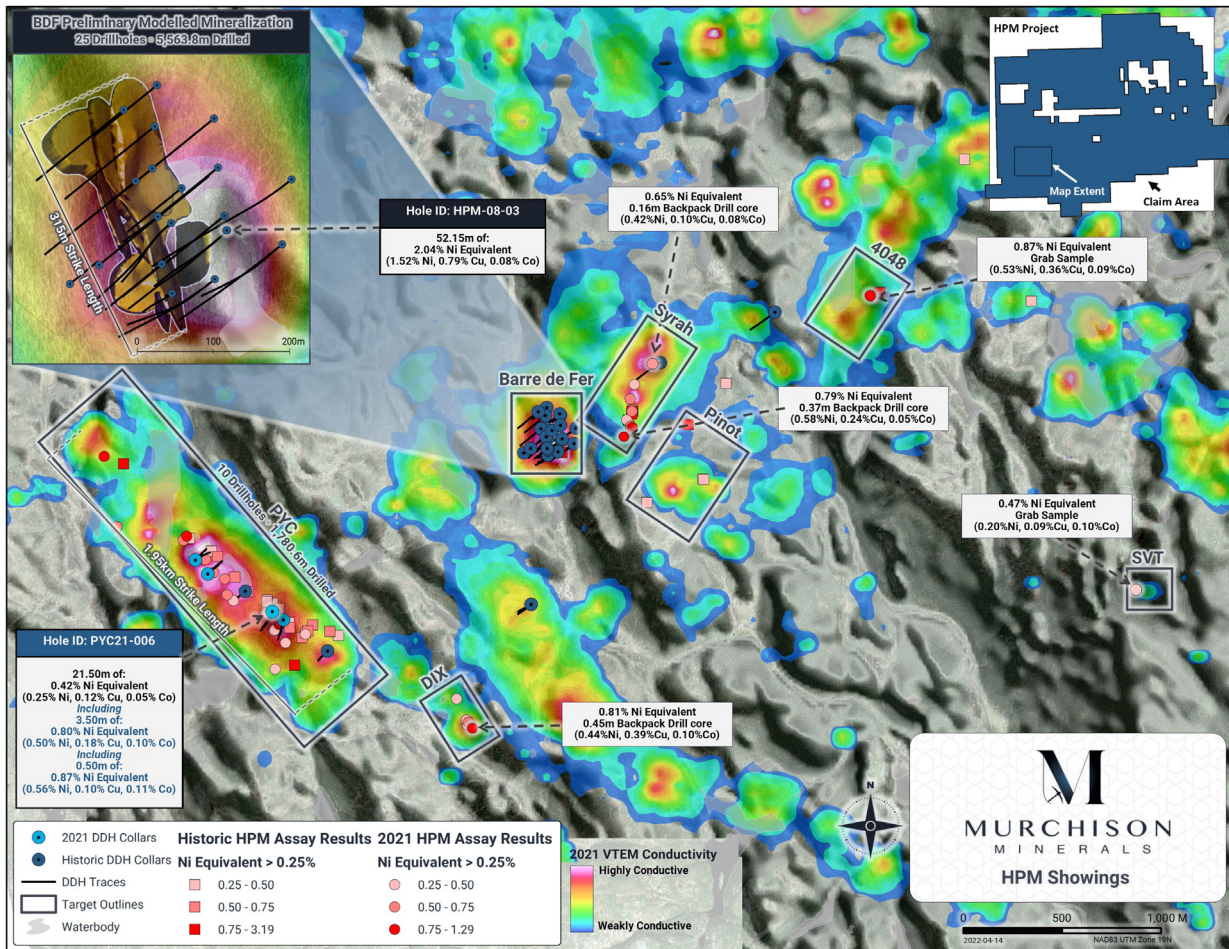 BDF Preliminary Modelled Mineralization
25 Drillholes - 5,563.8m Drilled
315m Strike Length
0 100 200m
HPM Project
Map Extent
Claim Area
Hole ID: HPM-08-03
52.15m of:
2.04% Ni Equivalent
(1.52% Ni, 0.79% Cu, 0.08% Co)
0.65% Ni Equivalent
0.16m Backpack Drill core
(0.42%Ni, 0.10%Cu, 0.08%Co)
4048
0.87% Ni Equivalent
Grab Sample
(0.53%Ni, 0.36%Cu, 0.09%Co)
Syrah
Barre de Fer
0.79% Ni Equivalent
0.37m Backpack Drill core
(0.58%Ni, 0.24%Cu, 0.05%Co)
Pinot
PYC
10 Drillholes - 1,780.6m Drilled
1.95km Strike Length
0.47% Ni Equivalent
Grab Sample
(0.20%Ni, 0.09%Cu, 0.10%Co)
SVT
Hole ID: PYC21-006
21.50m of:
0.42% Ni Equivalent
(0.25% Ni, 0.12% Cu, 0.05% Co)
Including
3.50m of:
0.80% Ni Equivalent
(0.50% Ni, 0.18% Cu, 0.10% Co)
Including
0.50m of:
0.87% Ni Equivalent
(0.56% Ni, 0.10% Cu, 0.11% Co)
DIX
0.81% Ni Equivalent
0.45m Backpack Drill core
(0.44%Ni, 0.39%Cu, 0.10%Co)
2021 DDH Collars
Historic DDH Collars
DDH Traces
Target Outlines
Waterbody
Historic HPM Assay Results
Ni Equivalent > 0.25%
0.25 - 0.50
0.50 - 0.75
0.75 - 3.19
2021 HPM Assay Results
Ni Equivalent > 0.25%
0.25 - 0.50
0.50 - 0.75
0.75 - 1.29
2021 VTEM Conductivity
Highly Conductive
Weakly Conductive
N
M
MURCHISON
MINERALS
HPM Showings
0 500 1,000 M
2022-04-14 NAD83 UTM Zone 19N